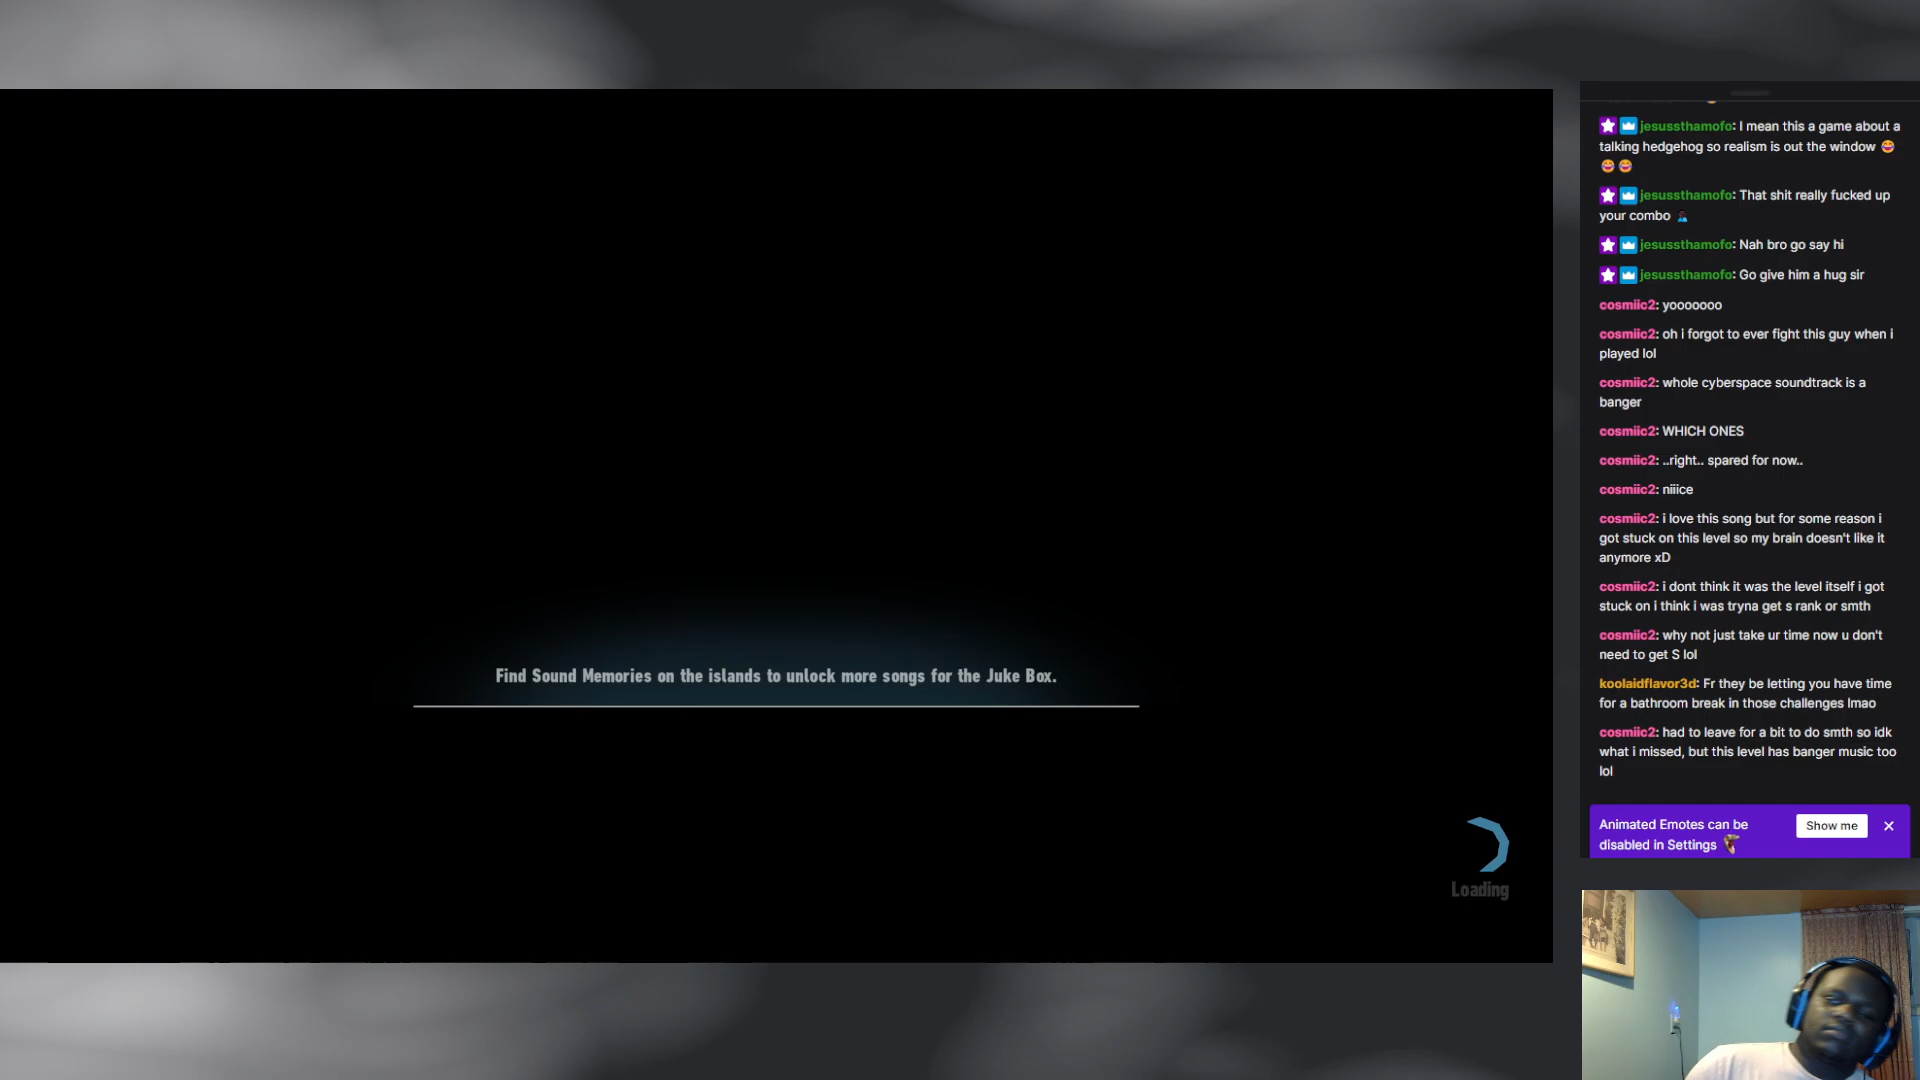 jesussthamofo: I mean this a game about a
talking hedgehog so realism is out the window
jesussthamofo: That shit really fucked up
your combo
jesussthamofo: Nah bro go say hi
jesussthamofo: Go give him a hug sir
cosmiic2: yooooooo
cosmiic2: oh i forgot to ever fight this guy when i
played lol
cosmiic2: whole cyberspace soundtrack is a
banger
cosmiic2: WHICH ONES
cosmiic2: ..right.. spared for now..
cosmiic2: niiice
cosmiic2: i love this song but for some reason i
got stuck on this level so my brain doesn't like it
anymore xD
cosmiic2: i dont think it was the level itself i got
stuck on i think i was tryna get s rank or smth
cosmiic2: why not just take ur time now u don't
need to get S lol
koolaidflavor3d: Fr they be letting you have time
for a bathroom break in those challenges lmao
cosmiic2: had to leave for a bit to do smth so idk
what i missed, but this level has banger music too
lol
Animated Emotes can be
disabled in Settings
Show me
Find Sound Memories on the islands to unlock more songs for the Juke Box.
Loading